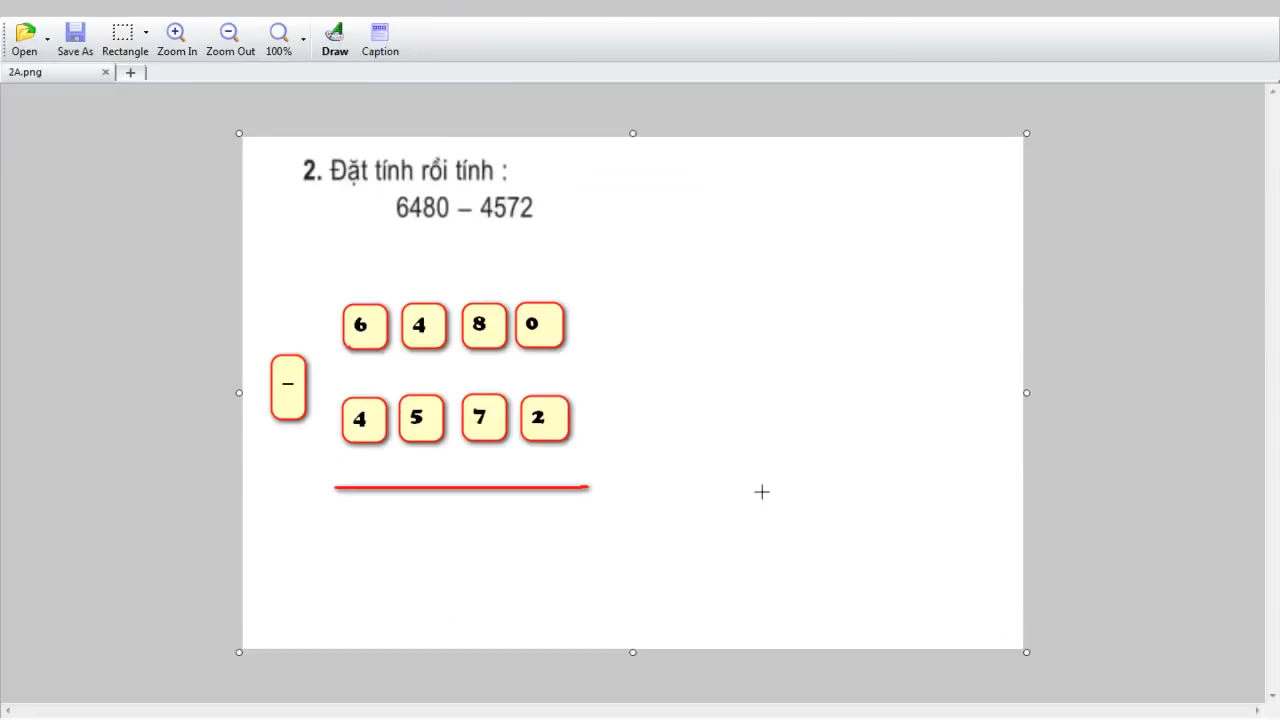 Open
Save As
Rectangle
Zoom In
Zoom Out
100%
Draw
Caption
2A.png
2. Đặt tính rồi tính :
6480 – 4572
6 4 8 0
–
4 5 7 2